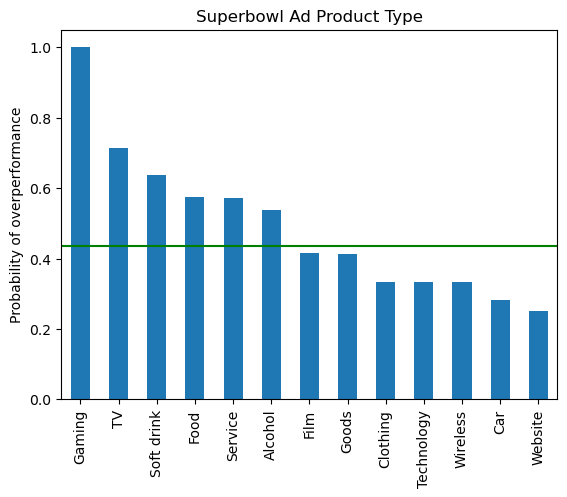 Superbowl Ad Product Type
Probability of overperformance
1.0
0.8
0.6
0.4
0.2
0.0
Gaming
TV
Soft drink
Food
Service
Alcohol
Film
Goods
Clothing
Technology
Wireless
Car
Website